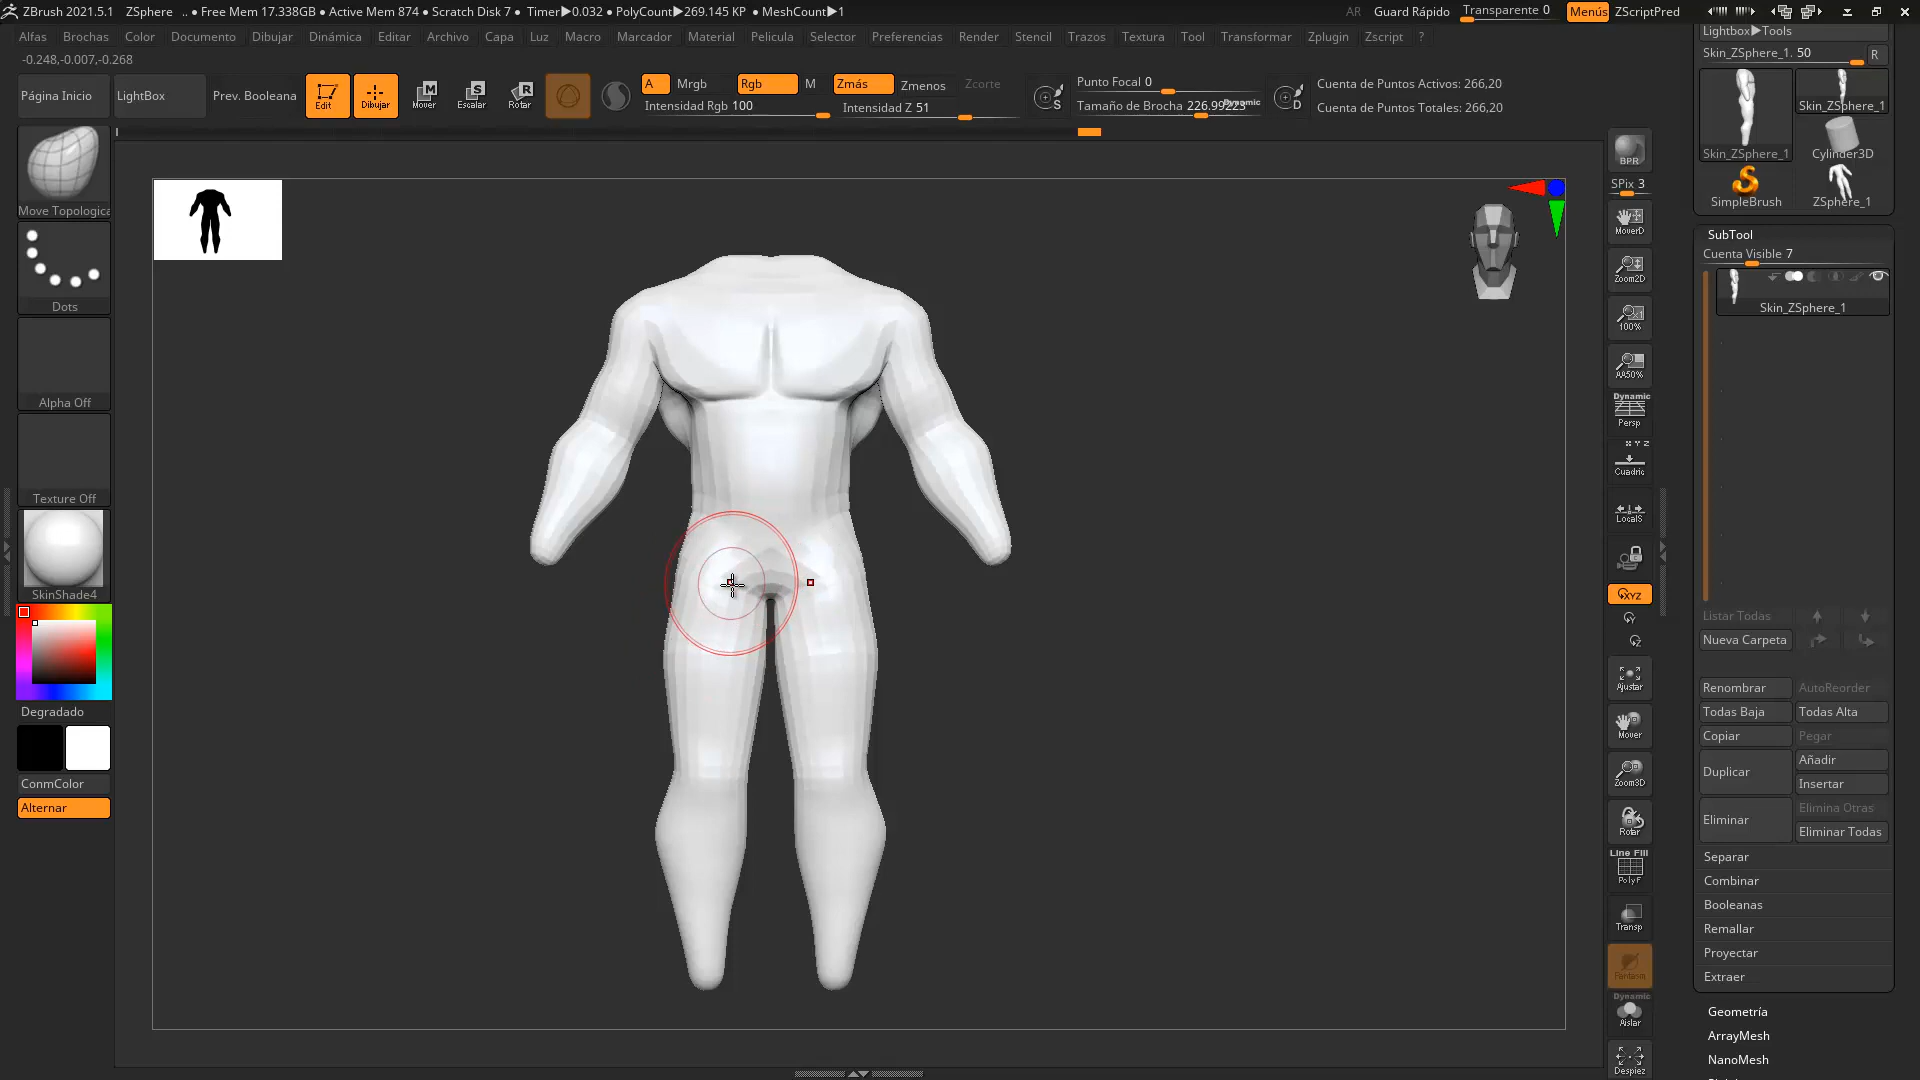 ZBrush 2021.5.1 ZSphere .. ● Free Mem 17.338GB ● Active Mem 874 ● Scratch Disk 7 ● Timer▶0.032 ● PolyCount▶269.145 KP ● MeshCount▶1 AR Guard Rápido Transparente 0 Menús ZScriptPred
Alfas Brochas Color Documento Dibujar Dinámica Editar Archivo Capa Luz Macro Marcador Material Pelicula Selector Preferencias Render Stencil Trazos Textura Tool Transformar Zplugin Zscript ?
-0.248,-0.007,-0.268
Página Inicio
LightBox
Prev. Booleana
Edit
Dibujar
M
Mover
S
Escalar
R
Rotar
A Mrgb Rgb M Zmás Zmenos Zcorte
Intensidad Rgb 100 Intensidad Z 51
S
Punto Focal 0
Tamaño de Brocha 226.99223 Dynamic
D
Cuenta de Puntos Activos: 266,20
Cuenta de Puntos Totales: 266,20
Move Topologica
Dots
Alpha Off
Texture Off
SkinShade4
Degradado
ConmColor
Alternar
BPR
SPix 3
MoverD
Zoom2D
100%
AA50%
Dynamic
Persp
X Y Z
Cuadric
LocalS
XYZ
Y
Z
Ajustar
Mover
Zoom3D
Rotar
Line Fill
PolyF
Transp
Fantasm
Dynamic
Aislar
Despiez
Lightbox▶Tools
Skin_ZSphere_1. 50 R
Skin_ZSphere_1
Skin_ZSphere_1
Cylinder3D
SimpleBrush
ZSphere_1
SubTool
Cuenta Visible 7
Skin_ZSphere_1
Listar Todas
Nueva Carpeta
Renombrar AutoReorder
Todas Baja Todas Alta
Copiar Pegar
Duplicar Añadir
Insertar
Eliminar Elimina Otras
Eliminar Todas
Separar
Combinar
Booleanas
Remallar
Proyectar
Extraer
Geometría
ArrayMesh
NanoMesh